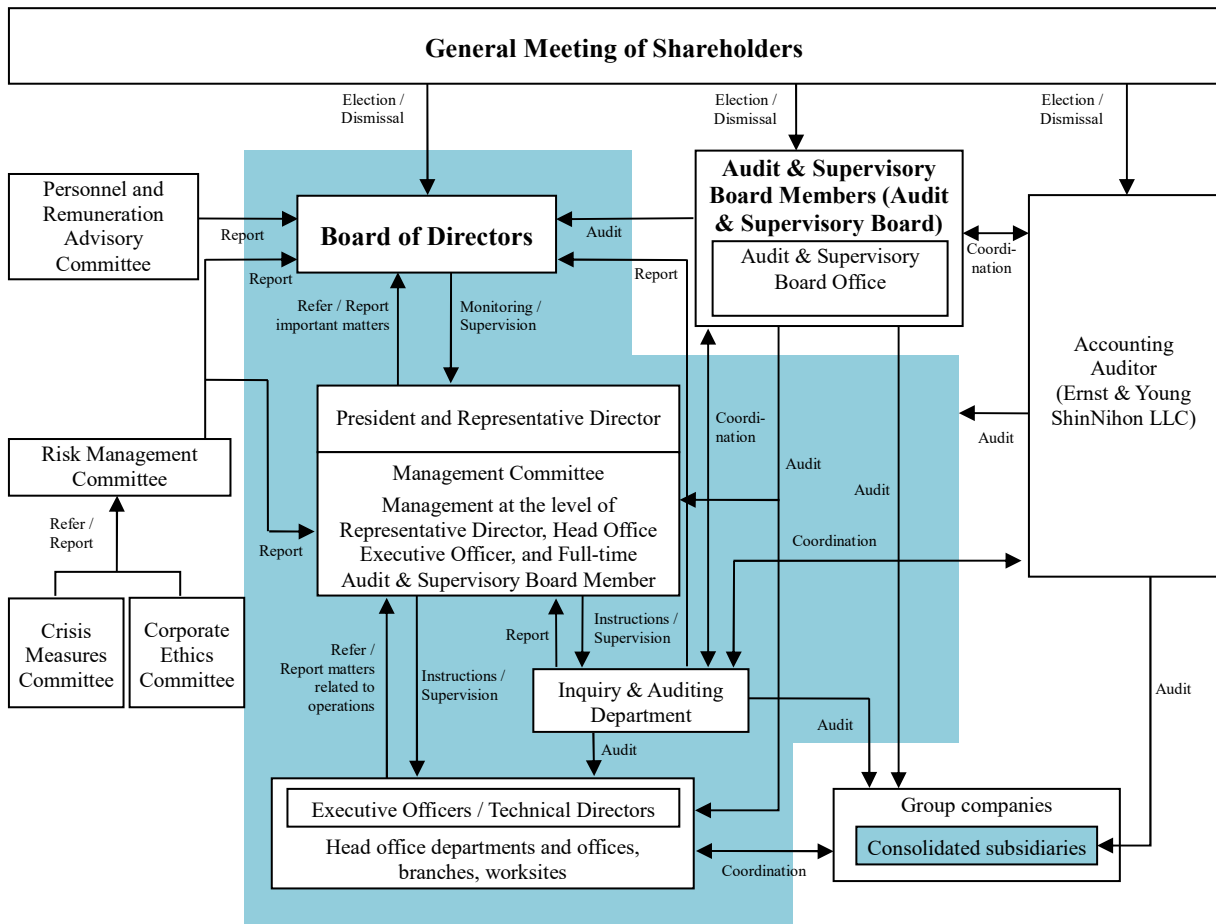 General Meeting of Shareholders
Election /
Dismissal
Election /
Dismissal
Election /
Dismissal
Personnel and
Remuneration
Advisory
Committee
Report
Report
Board of Directors
Audit
Report
Audit & Supervisory
Board Members (Audit
& Supervisory Board)
Audit & Supervisory
Board Office
Coordi-
nation
Accounting
Auditor
(Ernst & Young
ShinNihon LLC)
Refer / Report
important matters
Monitoring /
Supervision
President and Representative Director
Management Committee
Management at the level of
Representative Director, Head Office
Executive Officer, and Full-time
Audit & Supervisory Board Member
Coordi-
nation
Audit
Audit
Audit
Coordination
Risk Management
Committee
Refer /
Report
Report
Crisis
Measures
Committee
Corporate
Ethics
Committee
Refer /
Report matters
related to
operations
Instructions /
Supervision
Report
Instructions /
Supervision
Inquiry & Auditing
Department
Audit
Audit
Audit
Executive Officers / Technical Directors
Head office departments and offices,
branches, worksites
Coordination
Group companies
Consolidated subsidiaries